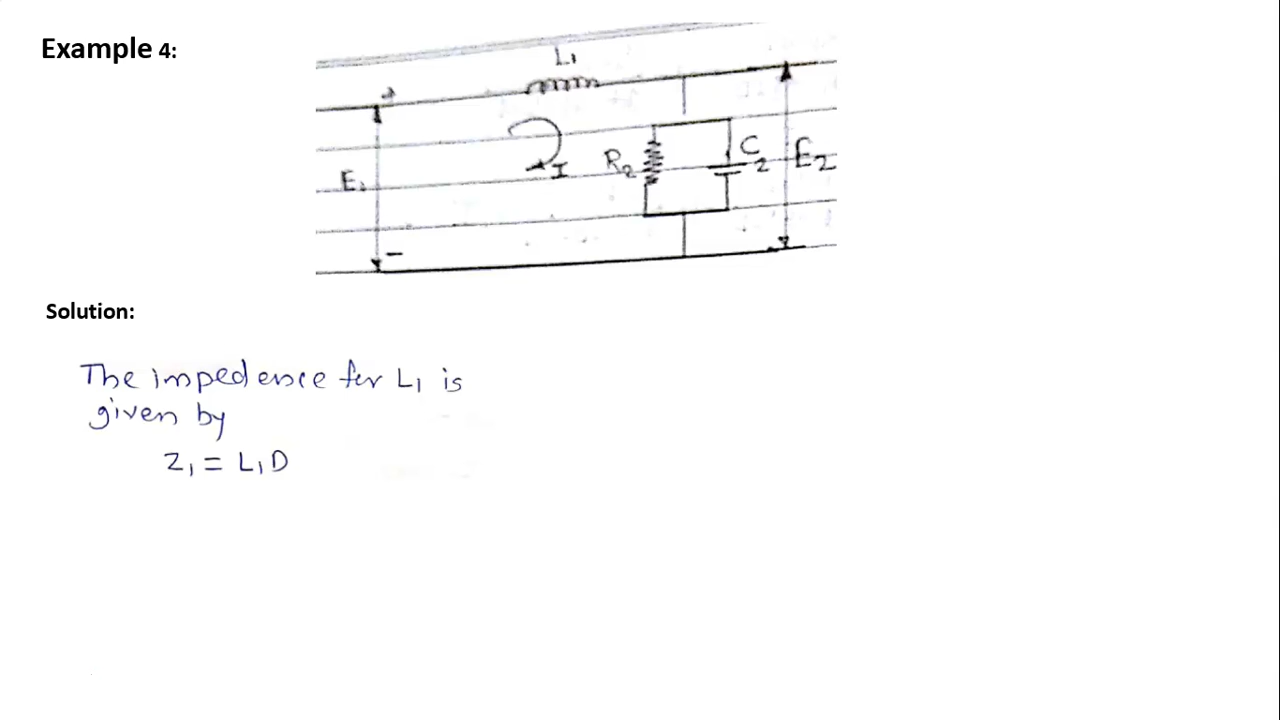 Example 4:
L1
+
E1
I
R2
C2
E2
-
Solution:
The impedence for L1 is
given by
Z1 = L1D